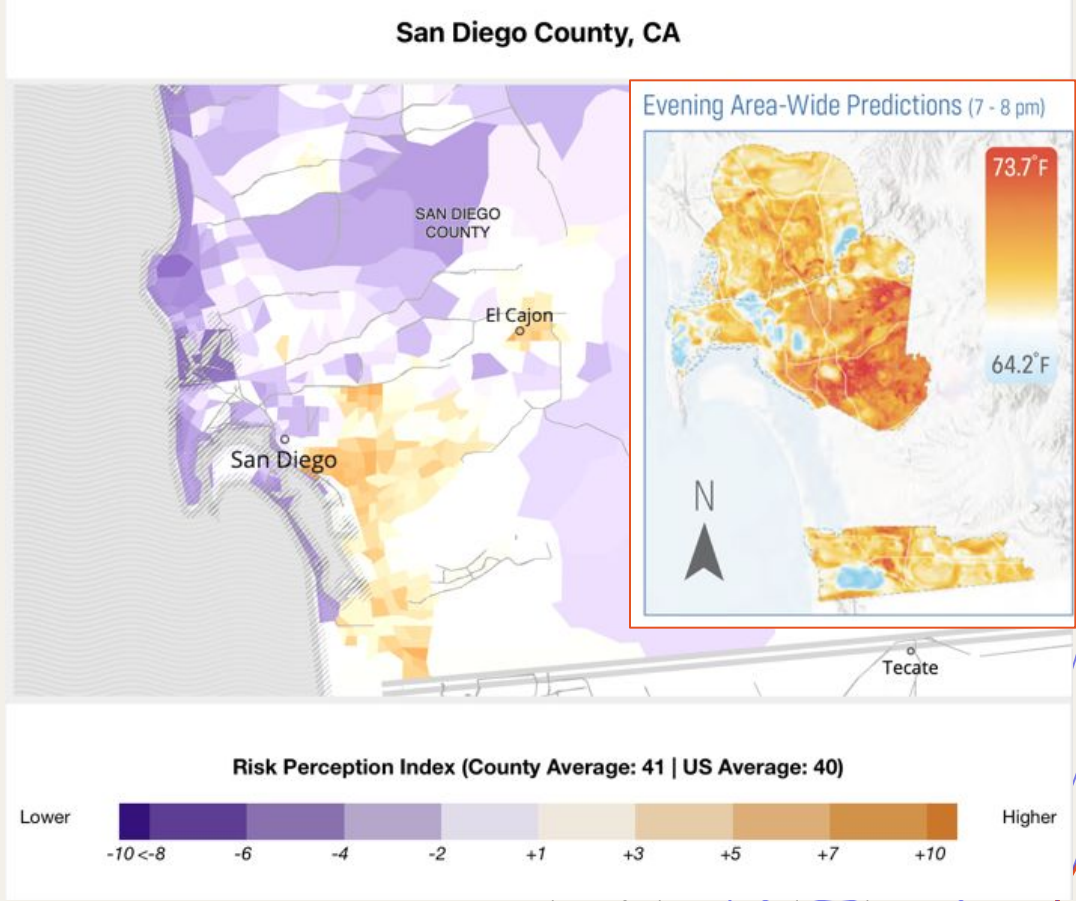 San Diego County, CA
Evening Area-Wide Predictions (7 - 8 pm)
73.7°F
64.2°F
N
SAN DIEGO
COUNTY
El Cajon
San Diego
Tecate
Risk Perception Index (County Average: 41 | US Average: 40)
Lower
Higher
-10 <-8 -6 -4 -2 +1 +3 +5 +7 +10